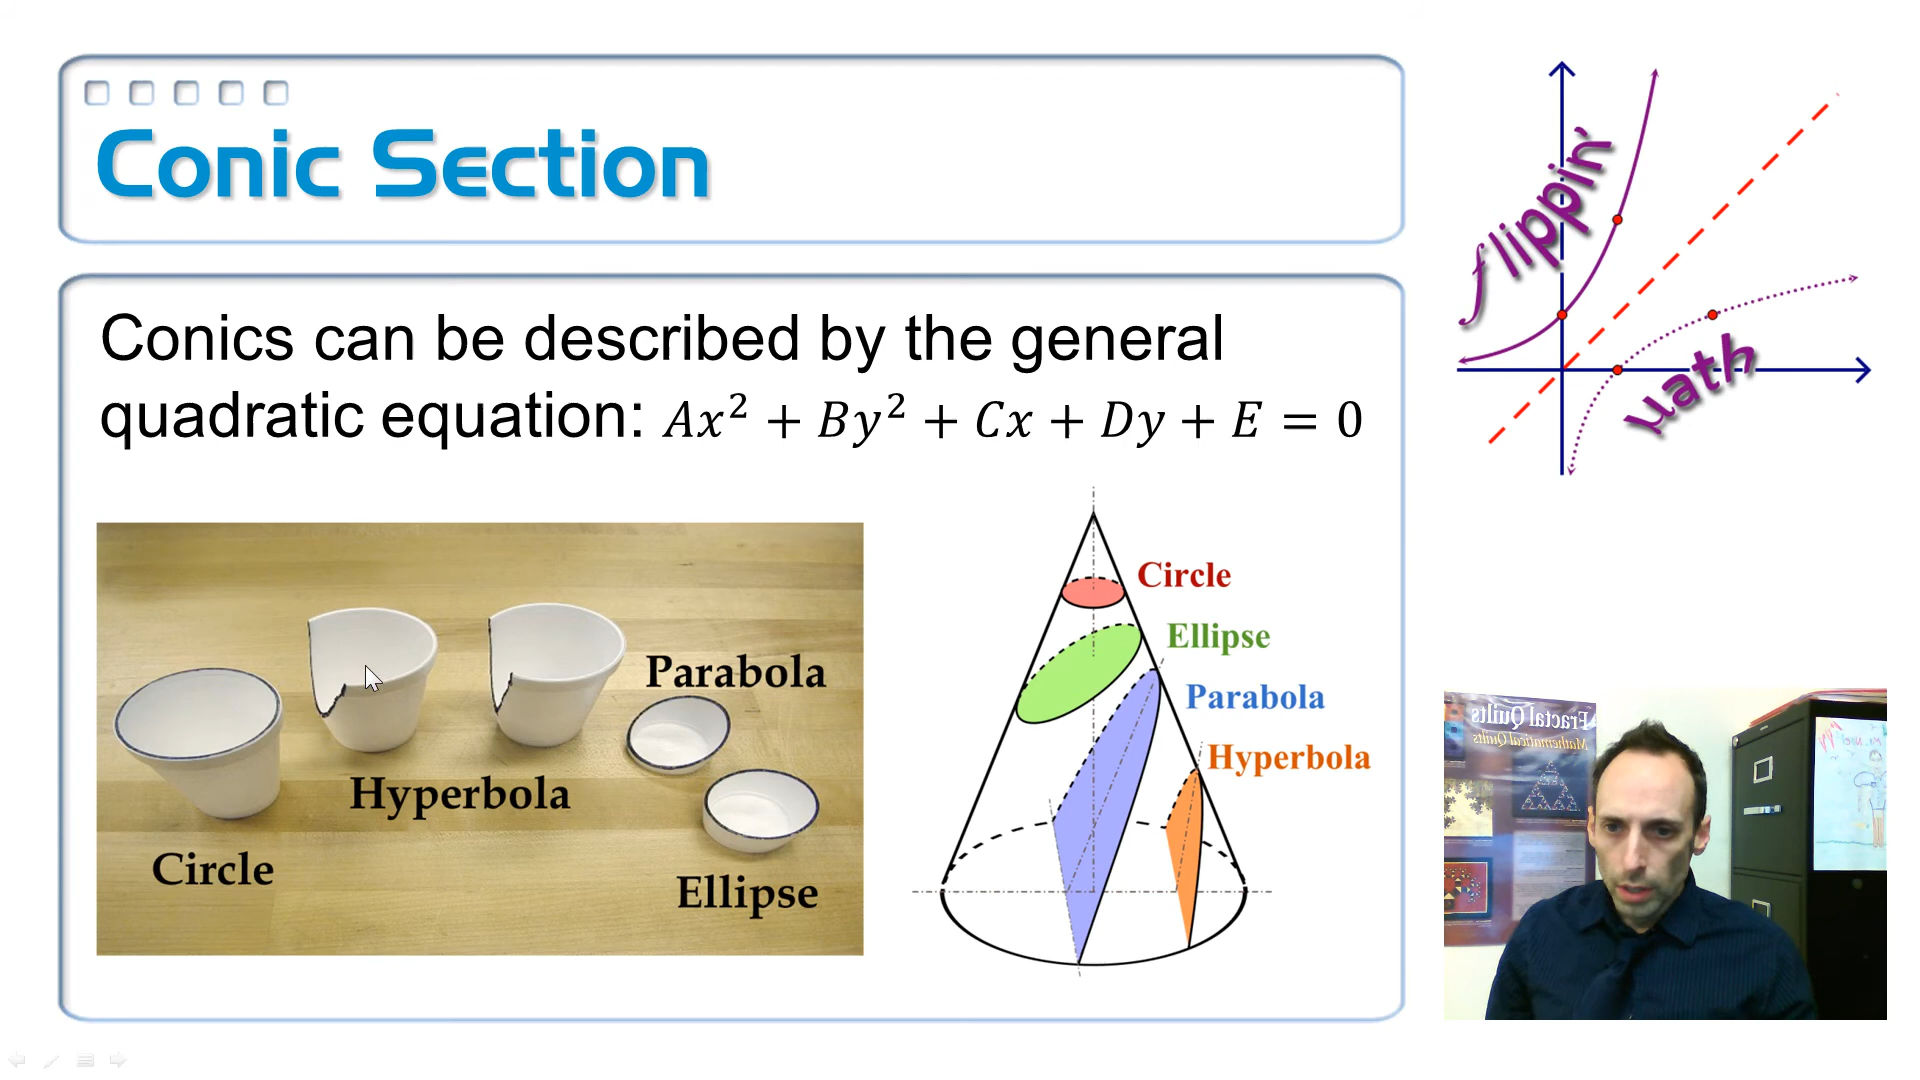 Conic Section
Conics can be described by the general
quadratic equation: 𝐴𝑥² + 𝐵𝑦² + 𝐶𝑥 + 𝐷𝑦 + 𝐸 = 0
Circle
Hyperbola
Parabola
Ellipse
Circle
Ellipse
Parabola
Hyperbola
flippin'
math
Fractal Quilts
Mathematical Quilts